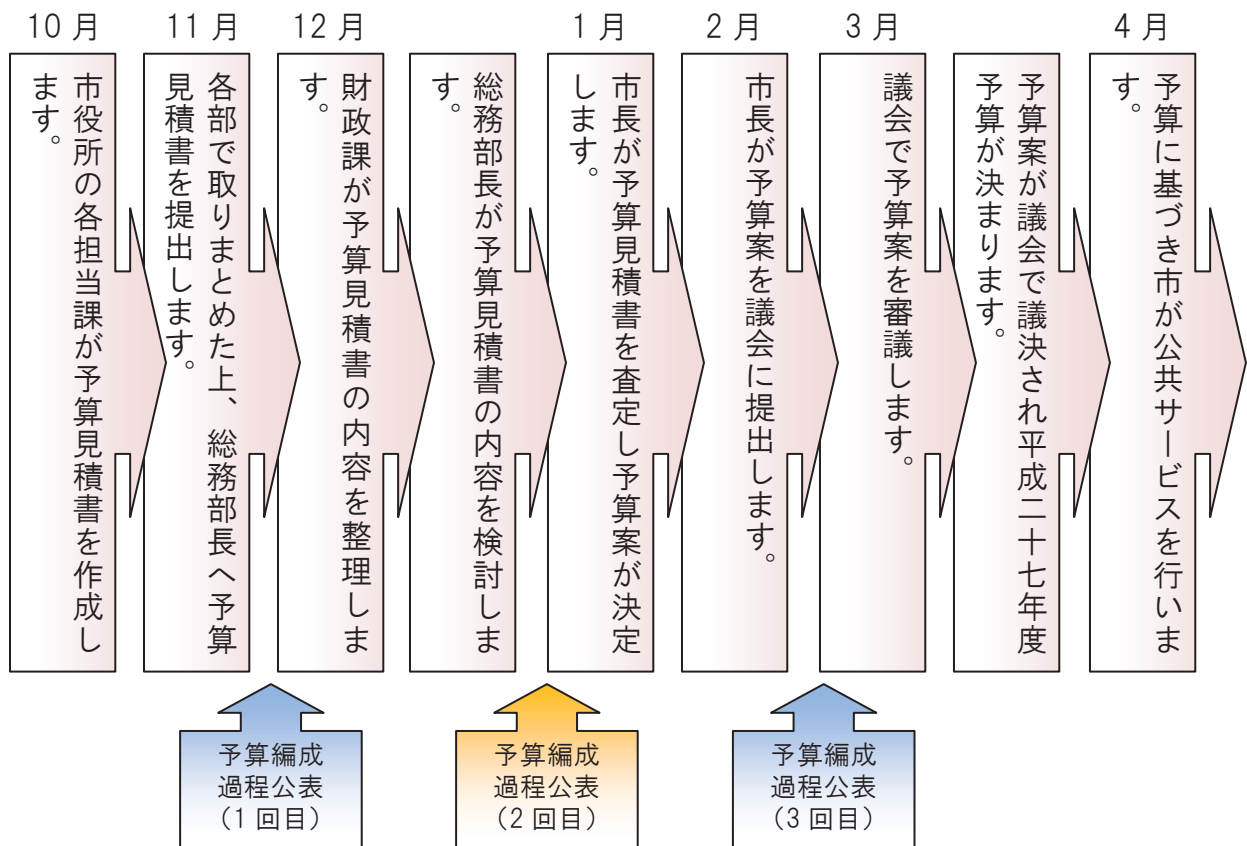 10月
市役所の各担当課が予算見積書を作成し
ます。
11月
各部で取りまとめた上、総務部長へ予算
見積書を提出します。
12月
財政課が予算見積書の内容を整理しま
す。
総務部長が予算見積書の内容を検討しま
す。
1月
市長が予算見積書を査定し予算案が決定
します。
2月
市長が予算案を議会に提出します。
3月
議会で予算案を審議します。
予算案が議会で議決され平成二十七年度
予算が決まります。
4月
予算に基づき市が公共サービスを行いま
す。
予算編成
過程公表
(1回目)
予算編成
過程公表
(2回目)
予算編成
過程公表
(3回目)